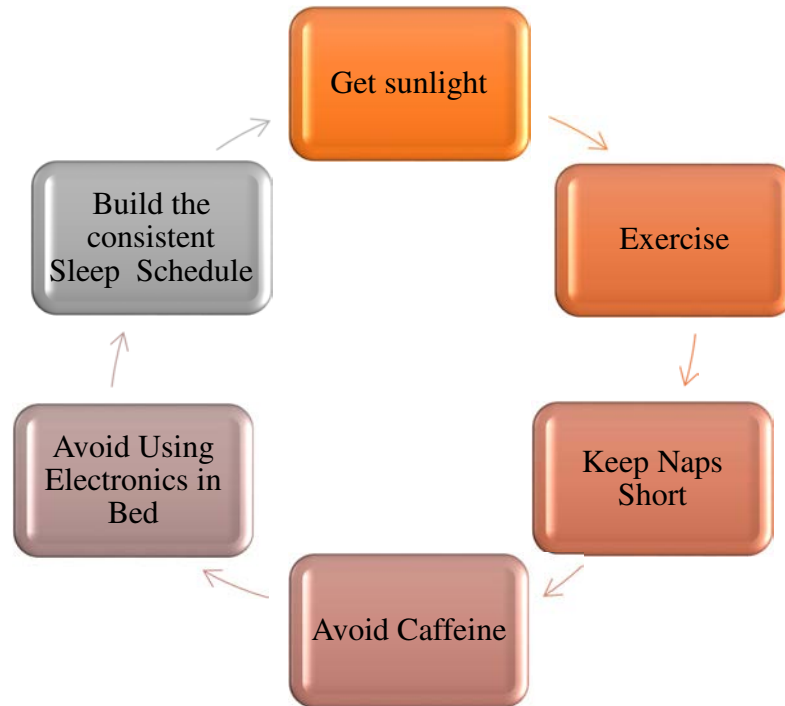 Get sunlight
Exercise
Keep Naps
Short
Avoid Caffeine
Avoid Using
Electronics in
Bed
Build the
consistent
Sleep  Schedule